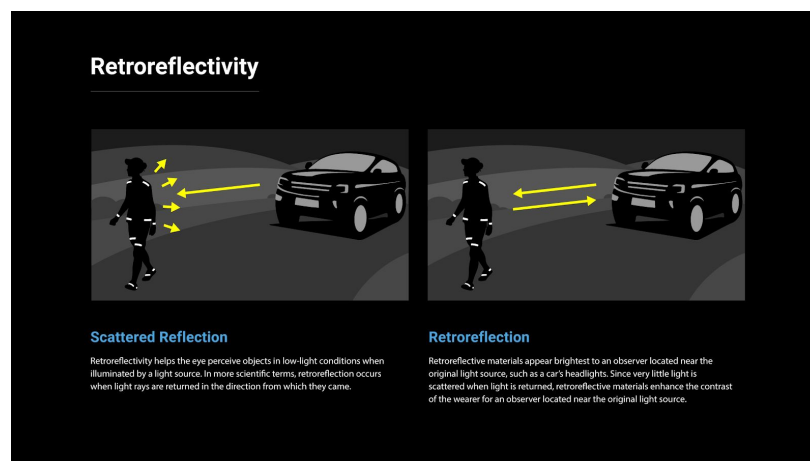 Retroreflectivity
Scattered Reflection
Retroreflectivity helps the eye perceive objects in low-light conditions when
illuminated by a light source. In more scientific terms, retroreflection occurs
when light rays are returned in the direction from which they came.
Retroreflection
Retroreflective materials appear brightest to an observer located near the
original light source, such as a car's headlights. Since very little light is
scattered when light is returned, retroreflective materials enhance the contrast
of the wearer for an observer located near the original light source.